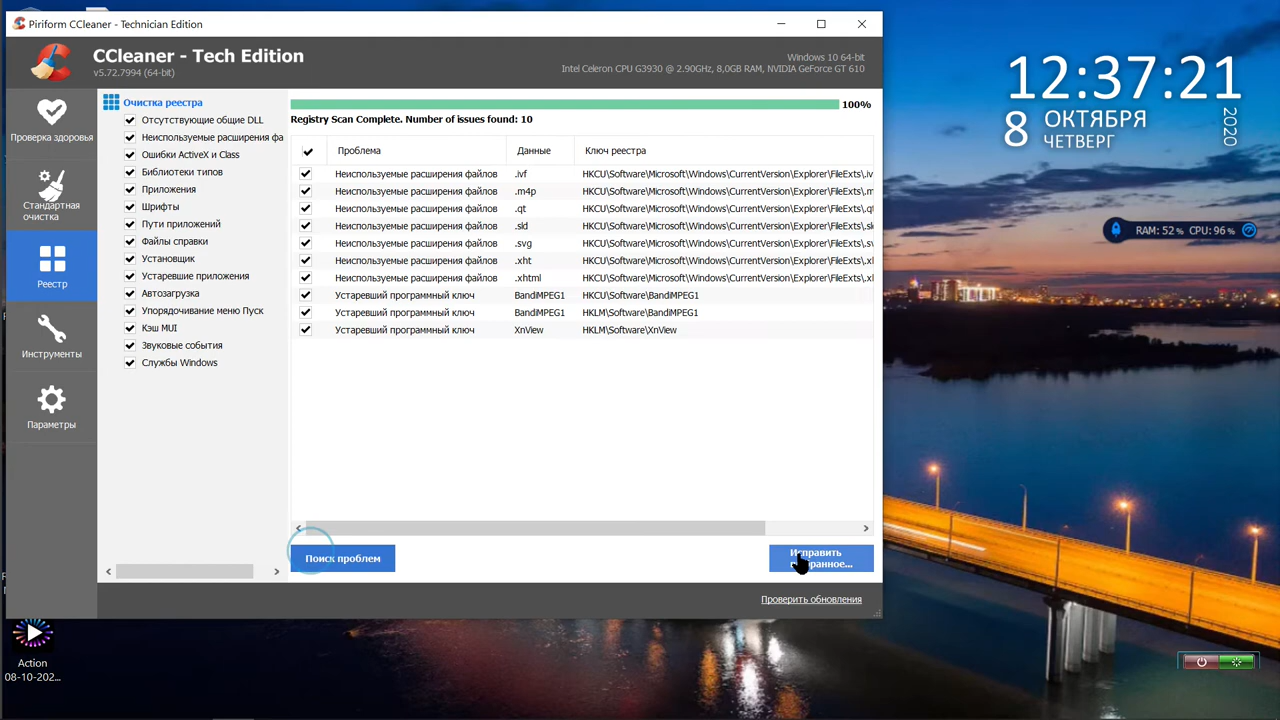 Piriform CCleaner - Technician Edition
CCleaner - Tech Edition
v5.72.7994 (64-bit)
Windows 10 64-bit
Intel Celeron CPU G3930 @ 2.90GHz, 8,0GB RAM, NVIDIA GeForce GT 610
Проверка здоровья
Стандартная
очистка
Реестр
Инструменты
Параметры
Очистка реестра
Отсутствующие общие DLL
Неиспользуемые расширения фа
Ошибки ActiveX и Class
Библиотеки типов
Приложения
Шрифты
Пути приложений
Файлы справки
Установщик
Устаревшие приложения
Автозагрузка
Упорядочивание меню Пуск
Кэш MUI
Звуковые события
Службы Windows
100%
Registry Scan Complete. Number of issues found: 10
Проблема Данные Ключ реестра
Неиспользуемые расширения файлов .ivf HKCU\Software\Microsoft\Windows\CurrentVersion\Explorer\FileExts\.iv
Неиспользуемые расширения файлов .m4p HKCU\Software\Microsoft\Windows\CurrentVersion\Explorer\FileExts\.m
Неиспользуемые расширения файлов .qt HKCU\Software\Microsoft\Windows\CurrentVersion\Explorer\FileExts\.qt
Неиспользуемые расширения файлов .sld HKCU\Software\Microsoft\Windows\CurrentVersion\Explorer\FileExts\.sl
Неиспользуемые расширения файлов .svg HKCU\Software\Microsoft\Windows\CurrentVersion\Explorer\FileExts\.sv
Неиспользуемые расширения файлов .xht HKCU\Software\Microsoft\Windows\CurrentVersion\Explorer\FileExts\.xl
Неиспользуемые расширения файлов .xhtml HKCU\Software\Microsoft\Windows\CurrentVersion\Explorer\FileExts\.xl
Устаревший программный ключ BandiMPEG1 HKCU\Software\BandiMPEG1
Устаревший программный ключ BandiMPEG1 HKLM\Software\BandiMPEG1
Устаревший программный ключ XnView HKLM\Software\XnView
Поиск проблем
Исправить
Проверить обновления
12:37:21
8 ОКТЯБРЯ
ЧЕТВЕРГ
2020
RAM: 52 % CPU: 96 %
Action
08-10-202...